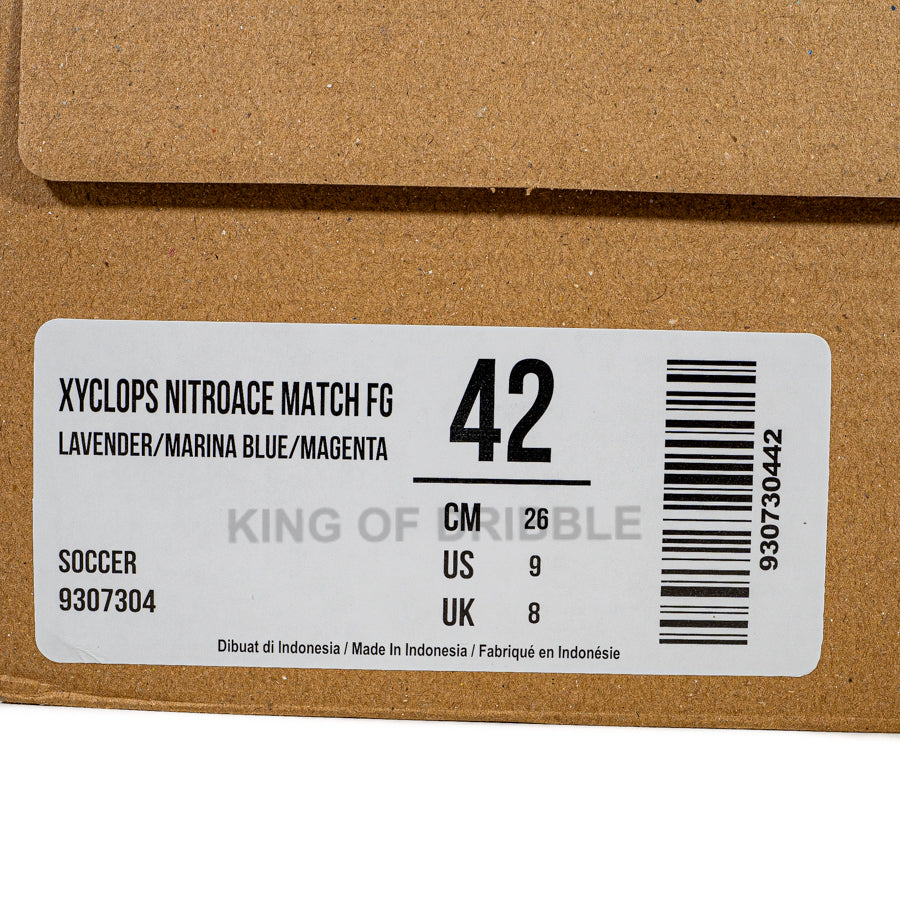 XYCLOPS NITROACE MATCH FG
LAVENDER/MARINA BLUE/MAGENTA
42
KING OF DRIBBLE
CM 26
US 9
UK 8
SOCCER
9307304
Dibuat di Indonesia / Made In Indonesia / Fabriqué en Indonésie
930730442